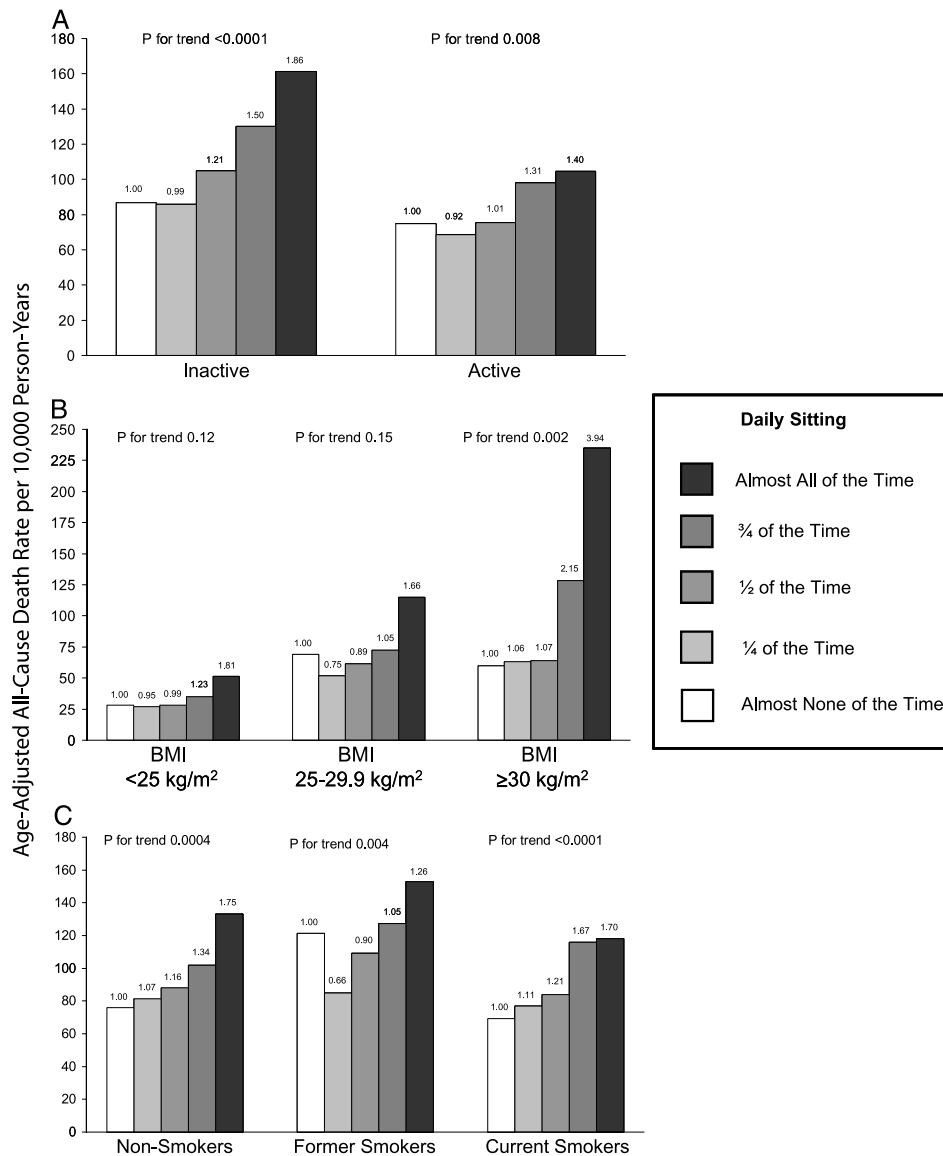 Age-Adjusted All-Cause Death Rate per 10,000 Person-Years
A
P for trend <0.0001
P for trend 0.008
180
160
140
120
100
80
60
40
20
0
1.00
0.99
1.21
1.50
1.86
1.00
0.92
1.01
1.31
1.40
Inactive
Active
B
P for trend 0.12
P for trend 0.15
P for trend 0.002
250
225
200
175
150
125
100
75
50
25
0
1.00
0.95
0.99
1.23
1.81
1.00
0.75
0.89
1.05
1.66
1.00
1.06
1.07
2.15
3.94
BMI
<25 kg/m²
BMI
25-29.9 kg/m²
BMI
≥30 kg/m²
Daily Sitting
Almost All of the Time
¾ of the Time
½ of the Time
¼ of the Time
Almost None of the Time
C
P for trend 0.0004
P for trend 0.004
P for trend <0.0001
180
160
140
120
100
80
60
40
20
0
1.00
1.07
1.16
1.34
1.75
1.00
0.66
0.90
1.05
1.26
1.00
1.11
1.21
1.67
1.70
Non-Smokers
Former Smokers
Current Smokers